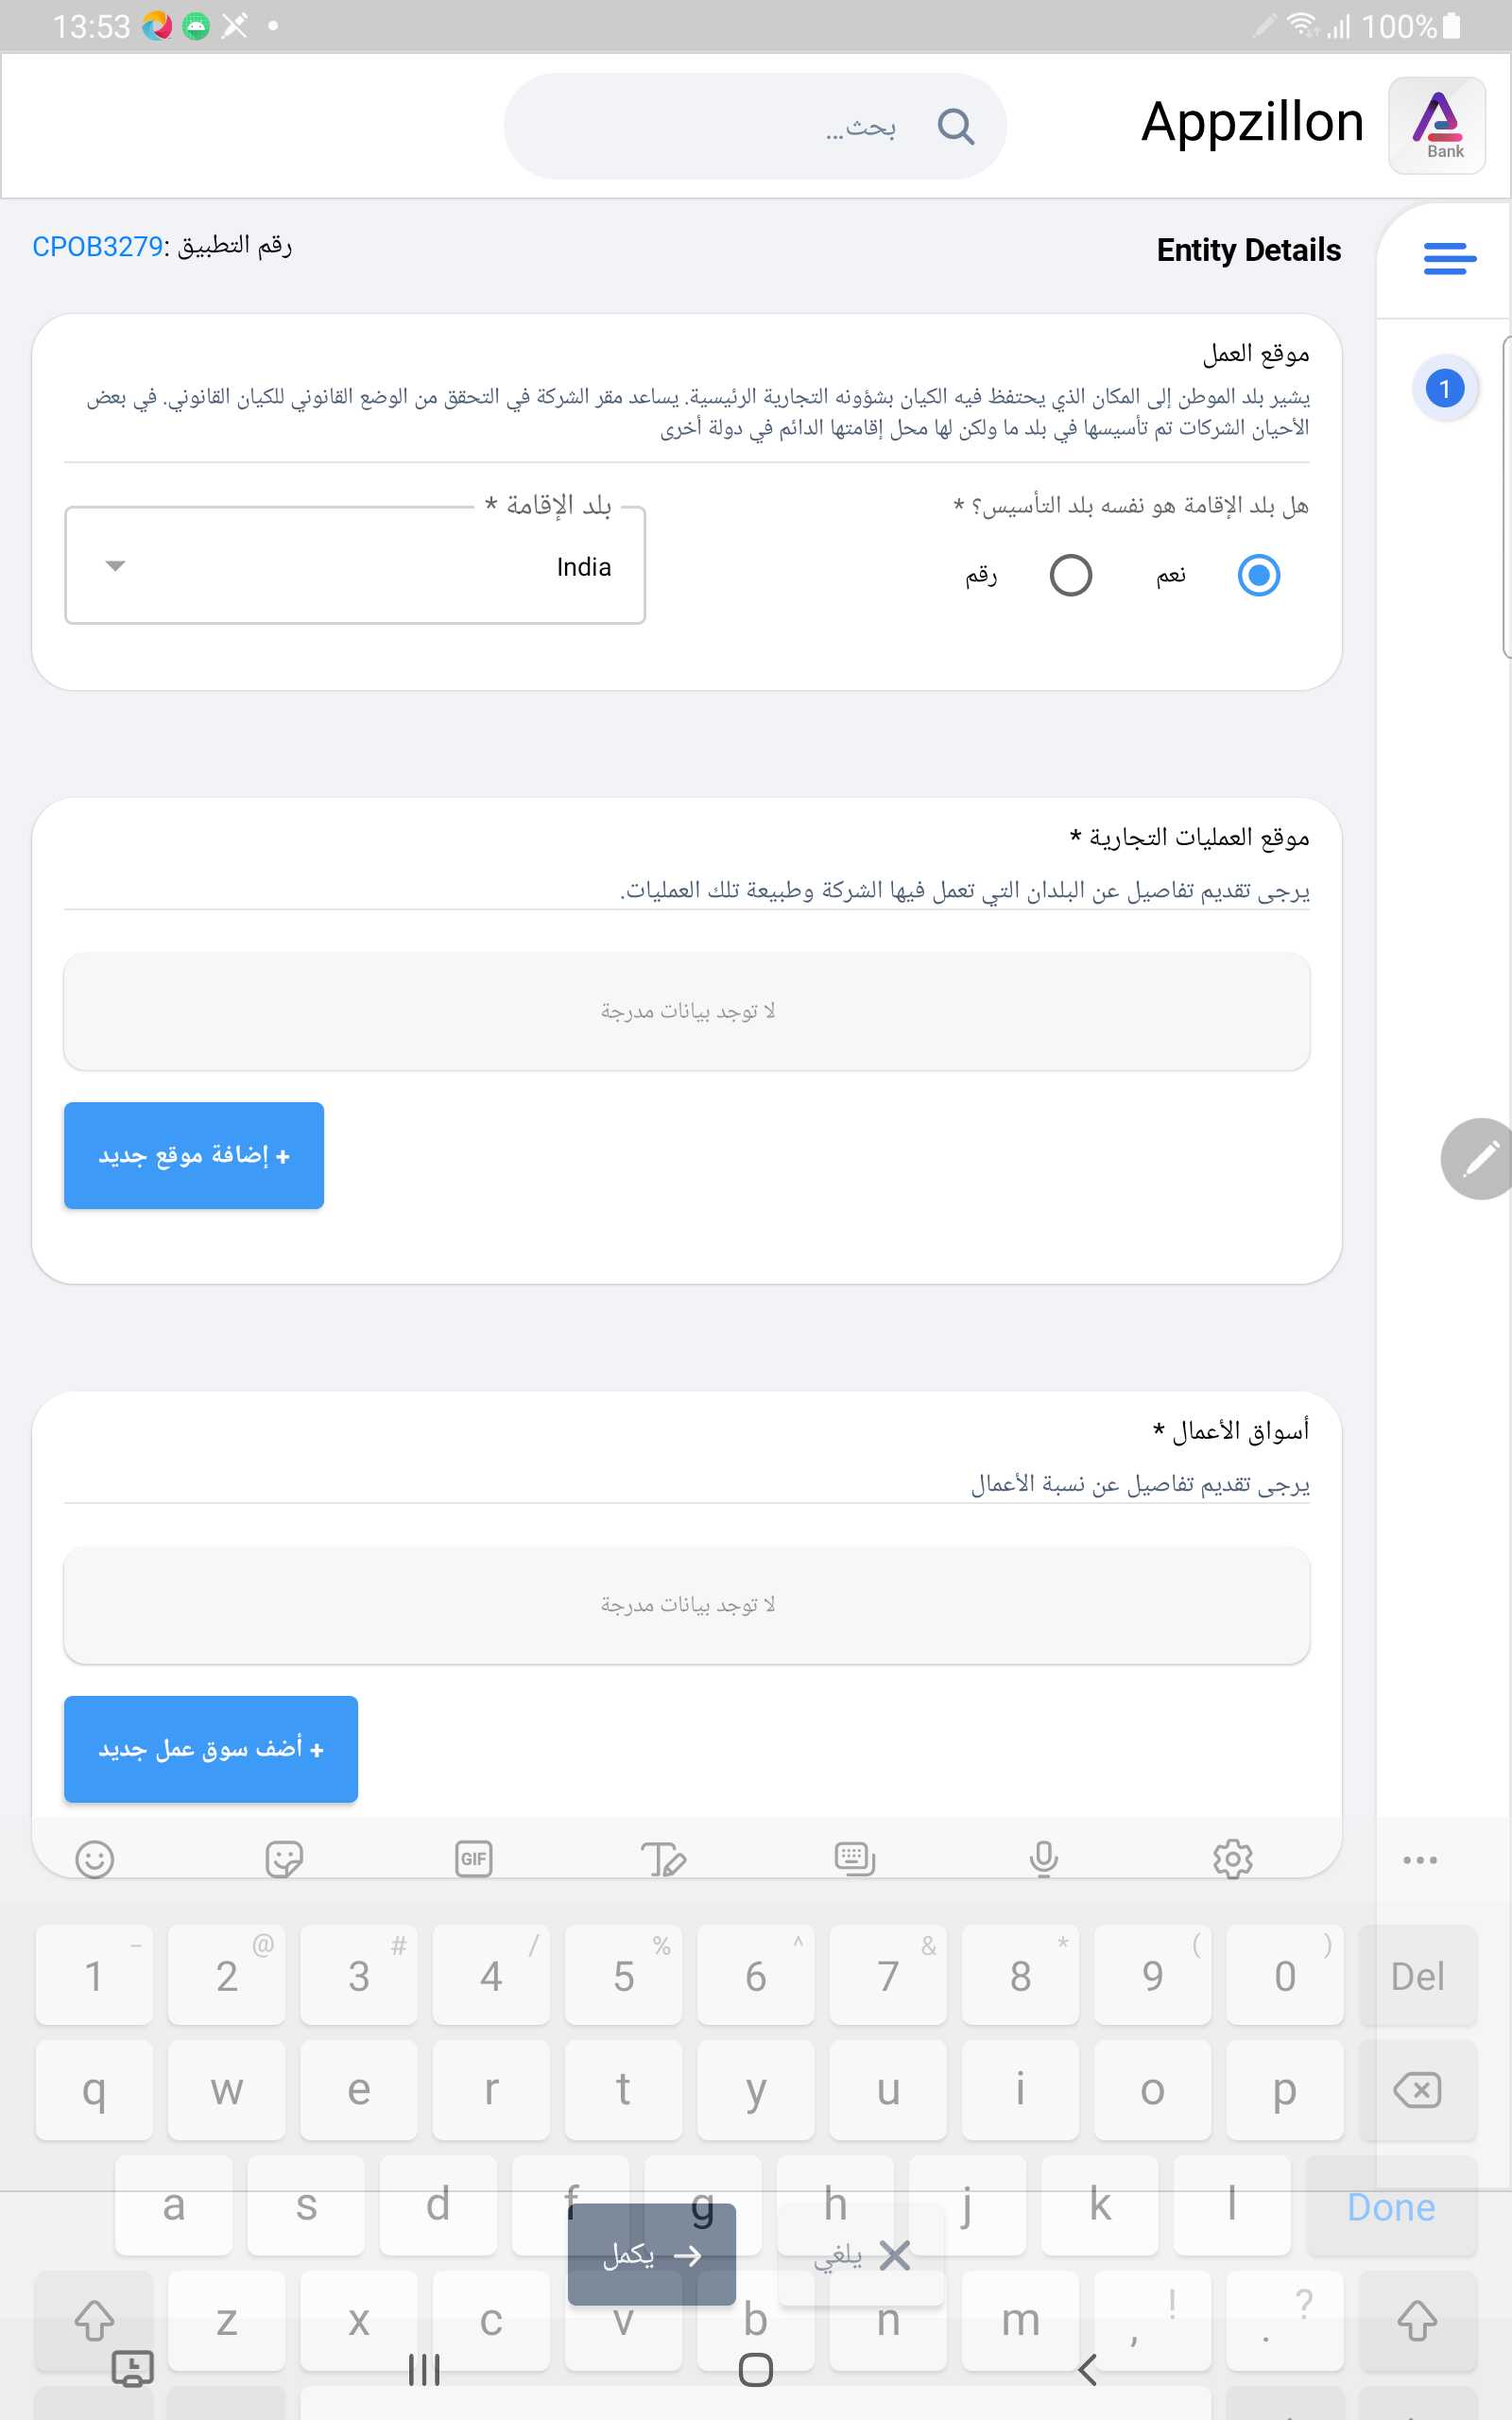 13:53
100%
Appzillon
Bank
بحث...
Entity Details
رقم التطبيق :CPOB3279
1
موقع العمل
يشير بلد الموطن إلى المكان الذي يحتفظ فيه الكيان بشؤونه التجارية الرئيسية. يساعد مقر الشركة في التحقق من الوضع القانوني للكيان القانوني. في بعض
الأحيان الشركات تم تأسيسها في بلد ما ولكن لها محل إقامتها الدائم في دولة أخرى
هل بلد الإقامة هو نفسه بلد التأسيس؟ *
بلد الإقامة *
نعم
رقم
India
موقع العمليات التجارية *
يرجى تقديم تفاصيل عن البلدان التي تعمل فيها الشركة وطبيعة تلك العمليات.
لا توجد بيانات مدرجة
+ إضافة موقع جديد
أسواق الأعمال *
يرجى تقديم تفاصيل عن نسبة الأعمال
لا توجد بيانات مدرجة
+ أضف سوق عمل جديد
GIF
1 – 2 @ 3 # 4 / 5 % 6 ^ 7 & 8 * 9 ( 0 ) Del
q w e r t y u i o p
a s d f g h j k l Done
يلغي
يكمل
z x c v b n m , ! . ?